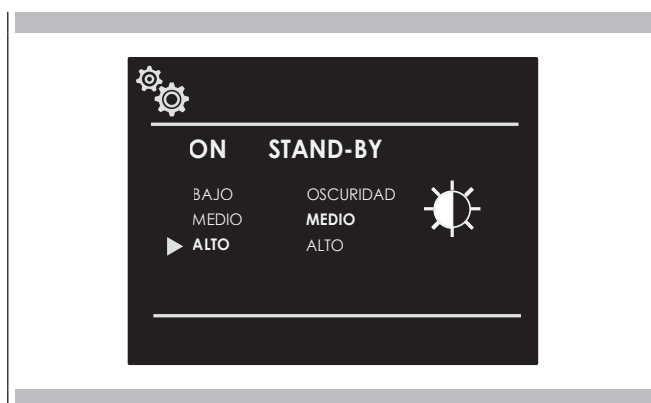 ON STAND-BY
BAJO OSCURIDAD
MEDIO MEDIO
ALTO ALTO